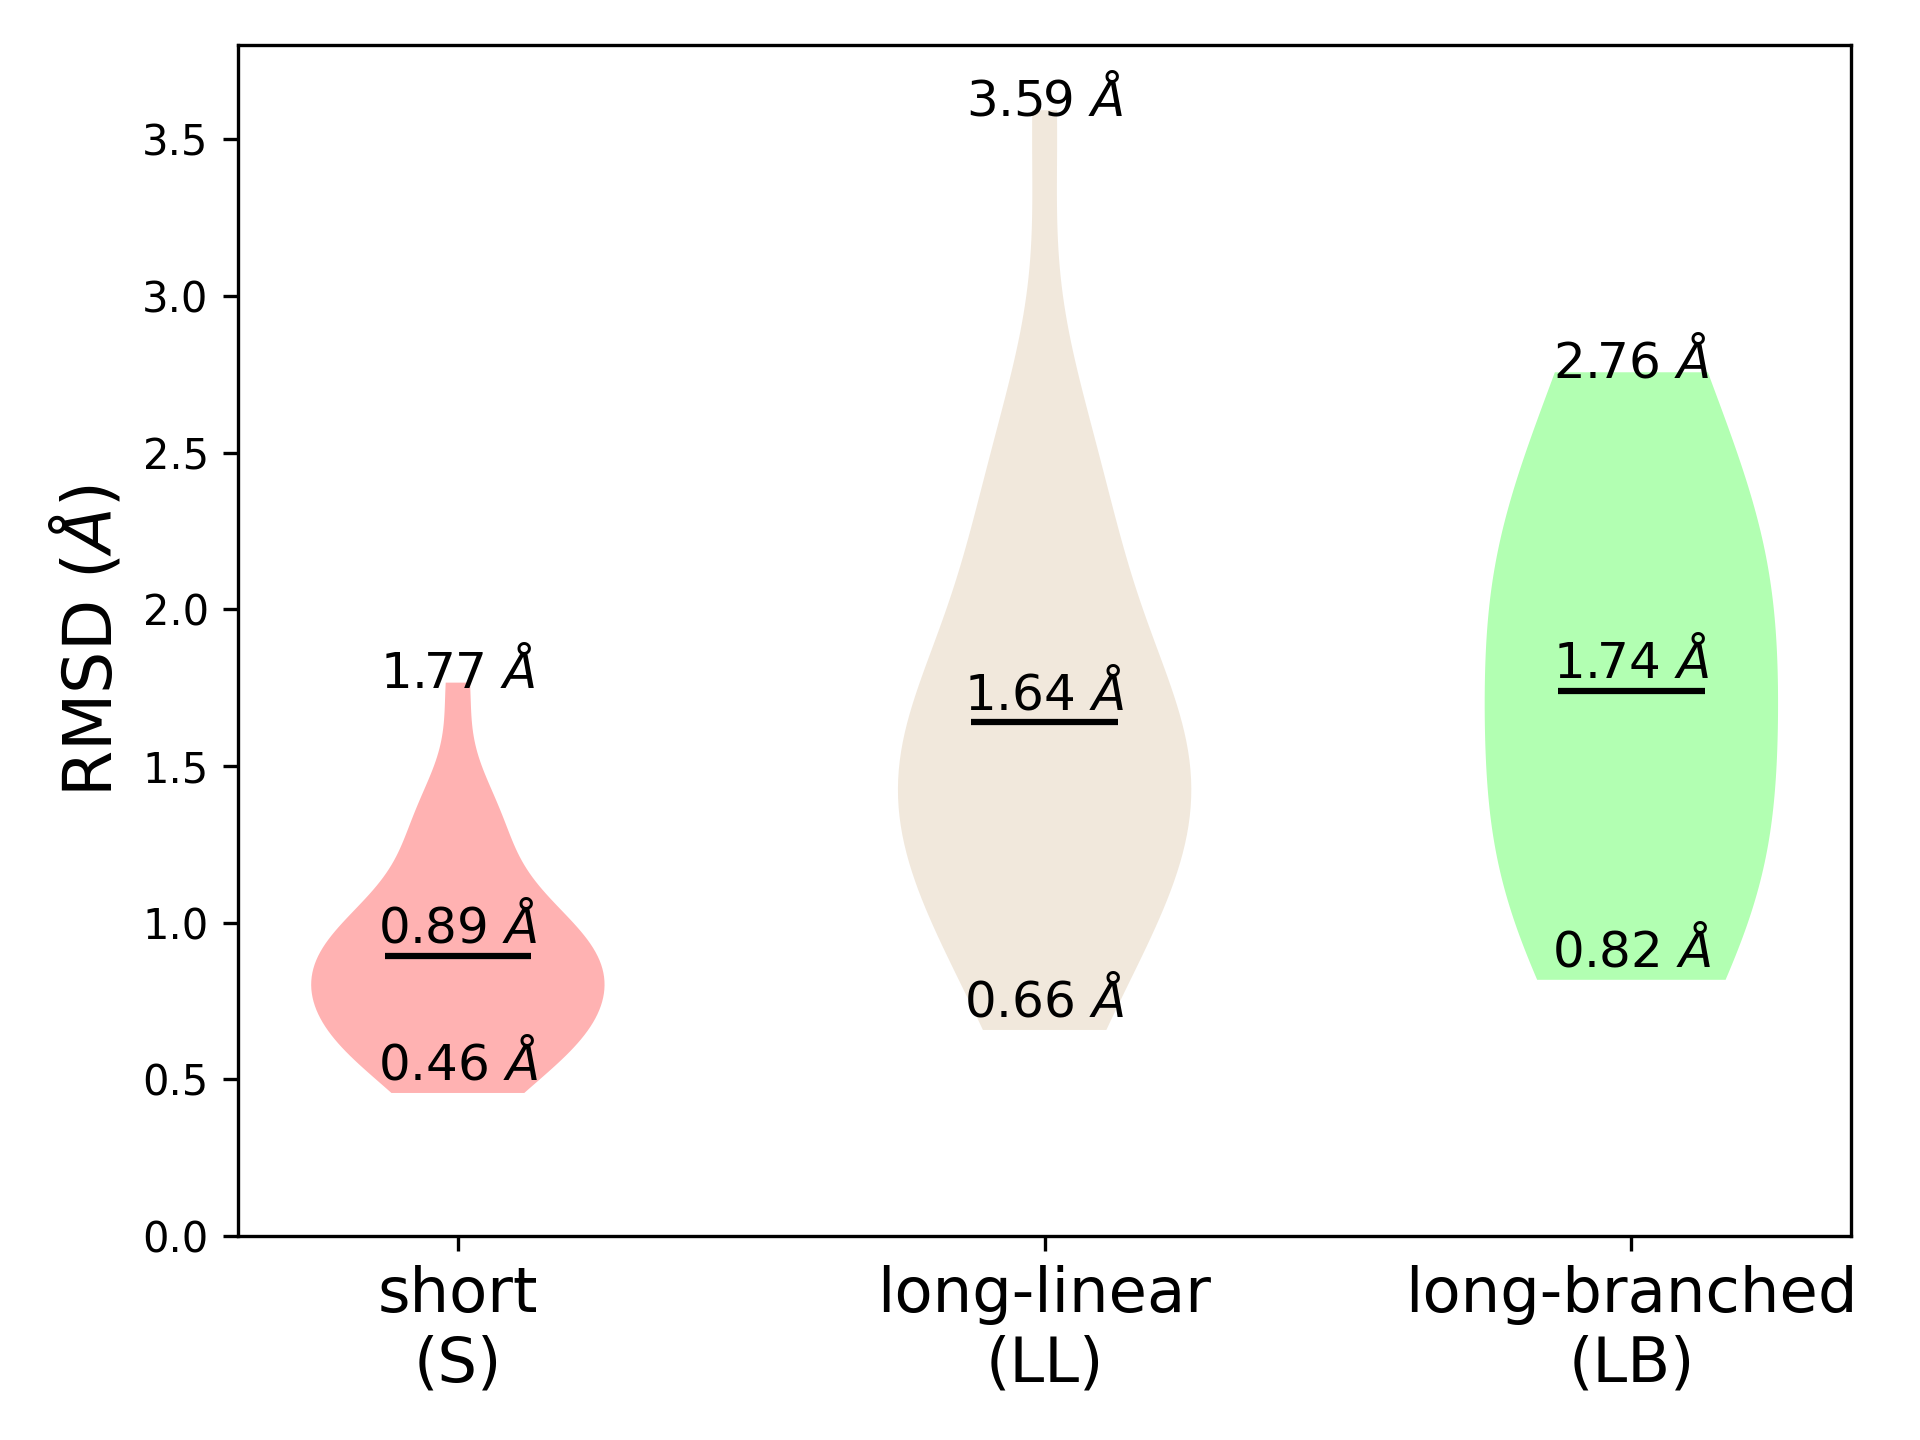 RMSD (Å)
3.5
3.0
2.5
2.0
1.5
1.0
0.5
0.0
1.77 Å
0.89 Å
0.46 Å
3.59 Å
1.64 Å
0.66 Å
2.76 Å
1.74 Å
0.82 Å
short
(S)
long-linear
(LL)
long-branched
(LB)